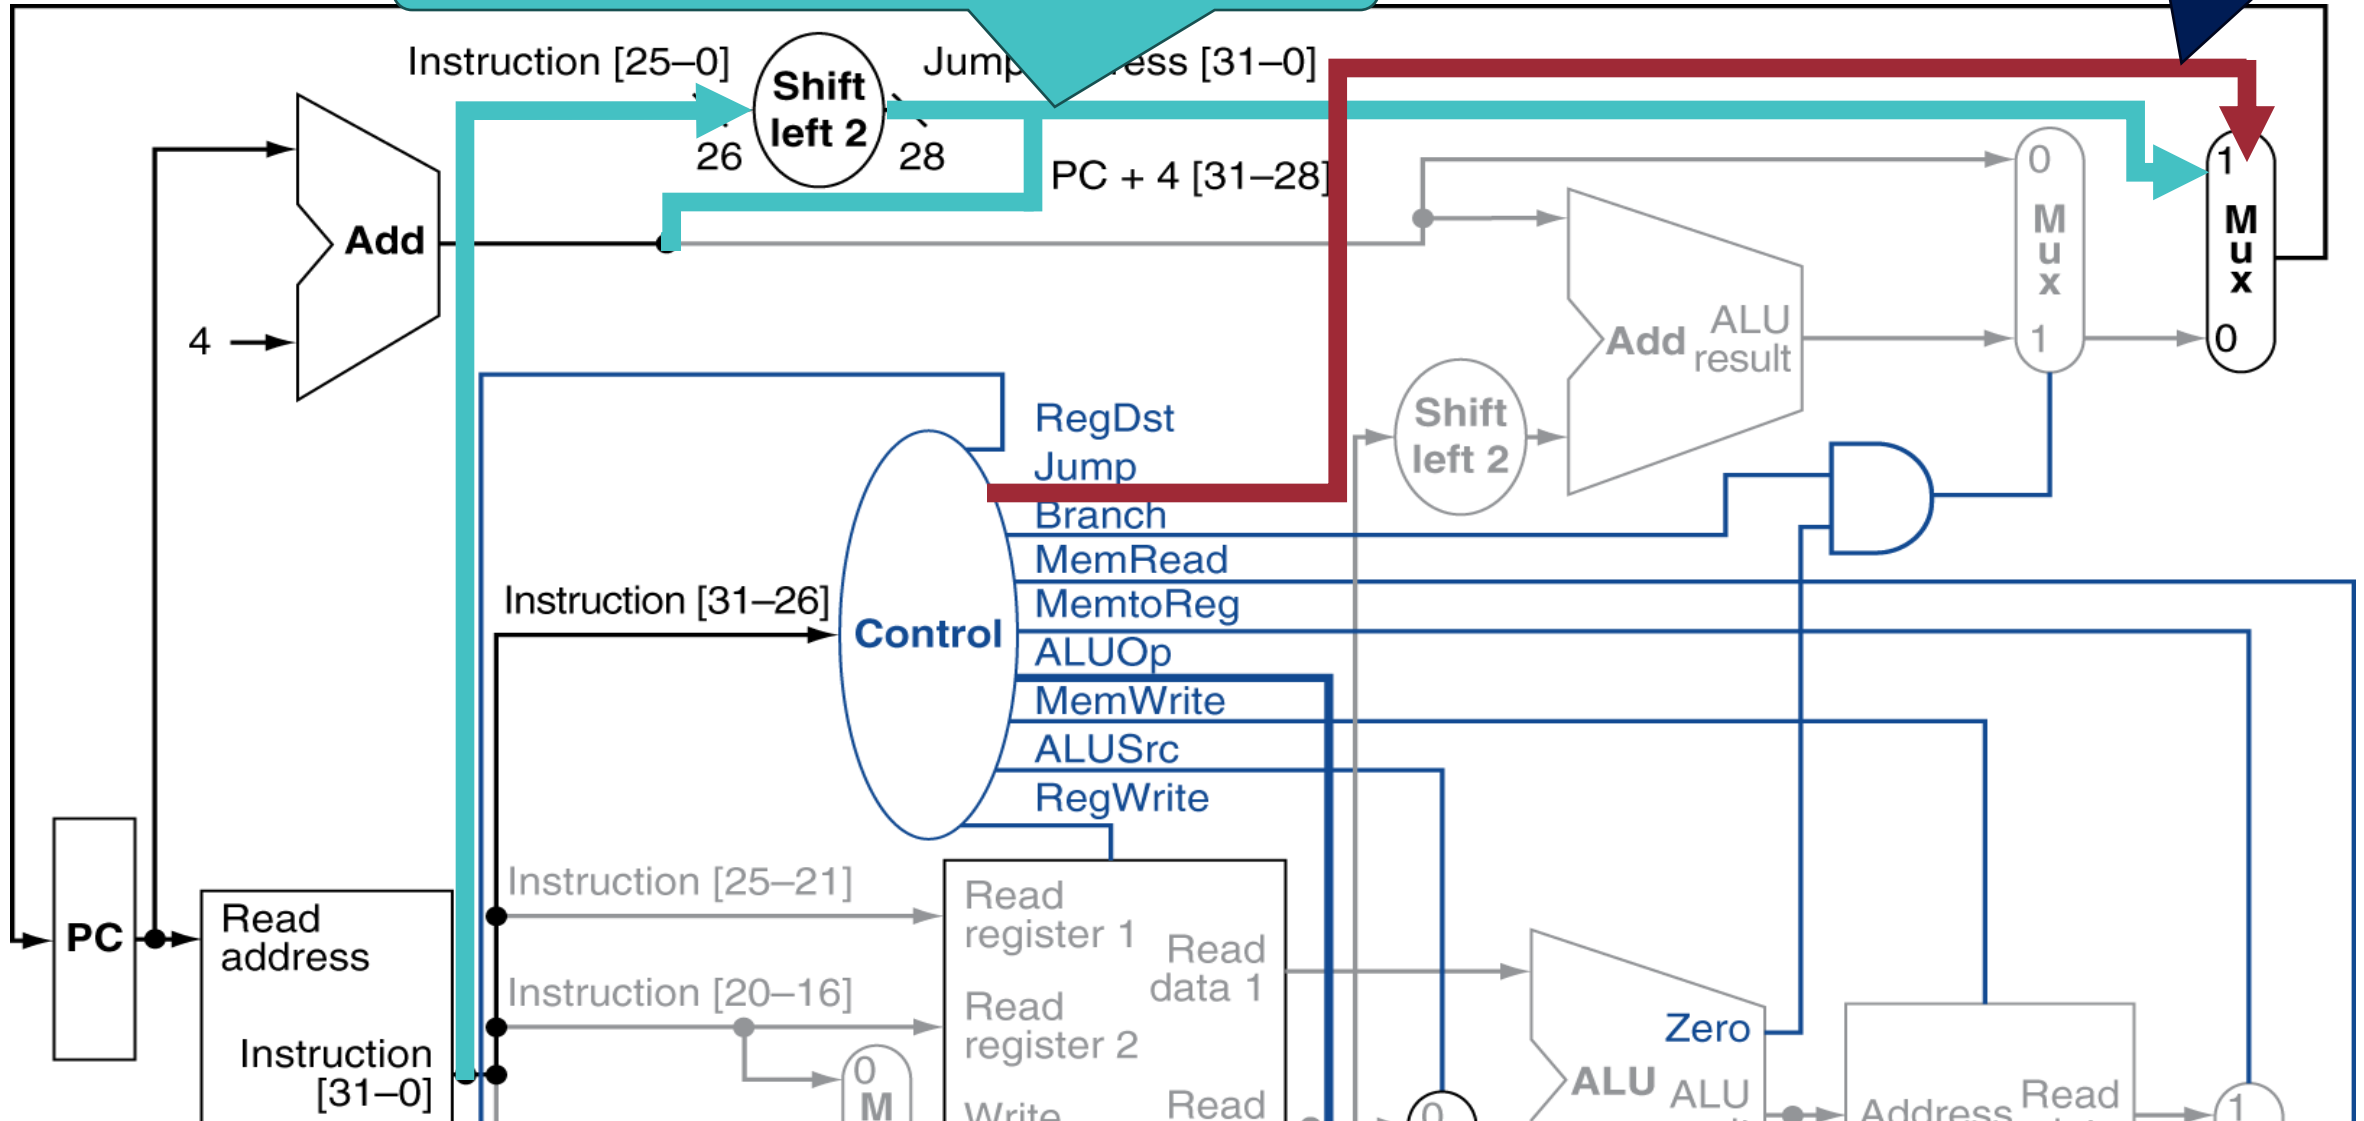 Instruction [25–0]
Shift
left 2
[31–0]
26
28
PC + 4 [31–28]
Add
4
0
M
u
x
1
1
M
u
x
0
Add
ALU
result
Shift
left 2
RegDst
Jump
Branch
MemRead
MemtoReg
ALUOp
MemWrite
ALUSrc
RegWrite
Instruction [31–26]
Control
PC
Read
address
Instruction
[31–0]
Instruction [25–21]
Instruction [20–16]
0
M
Read
register 1
Read
data 1
Read
register 2
Write
Read
0
Zero
ALU
ALU
Address
Read
1